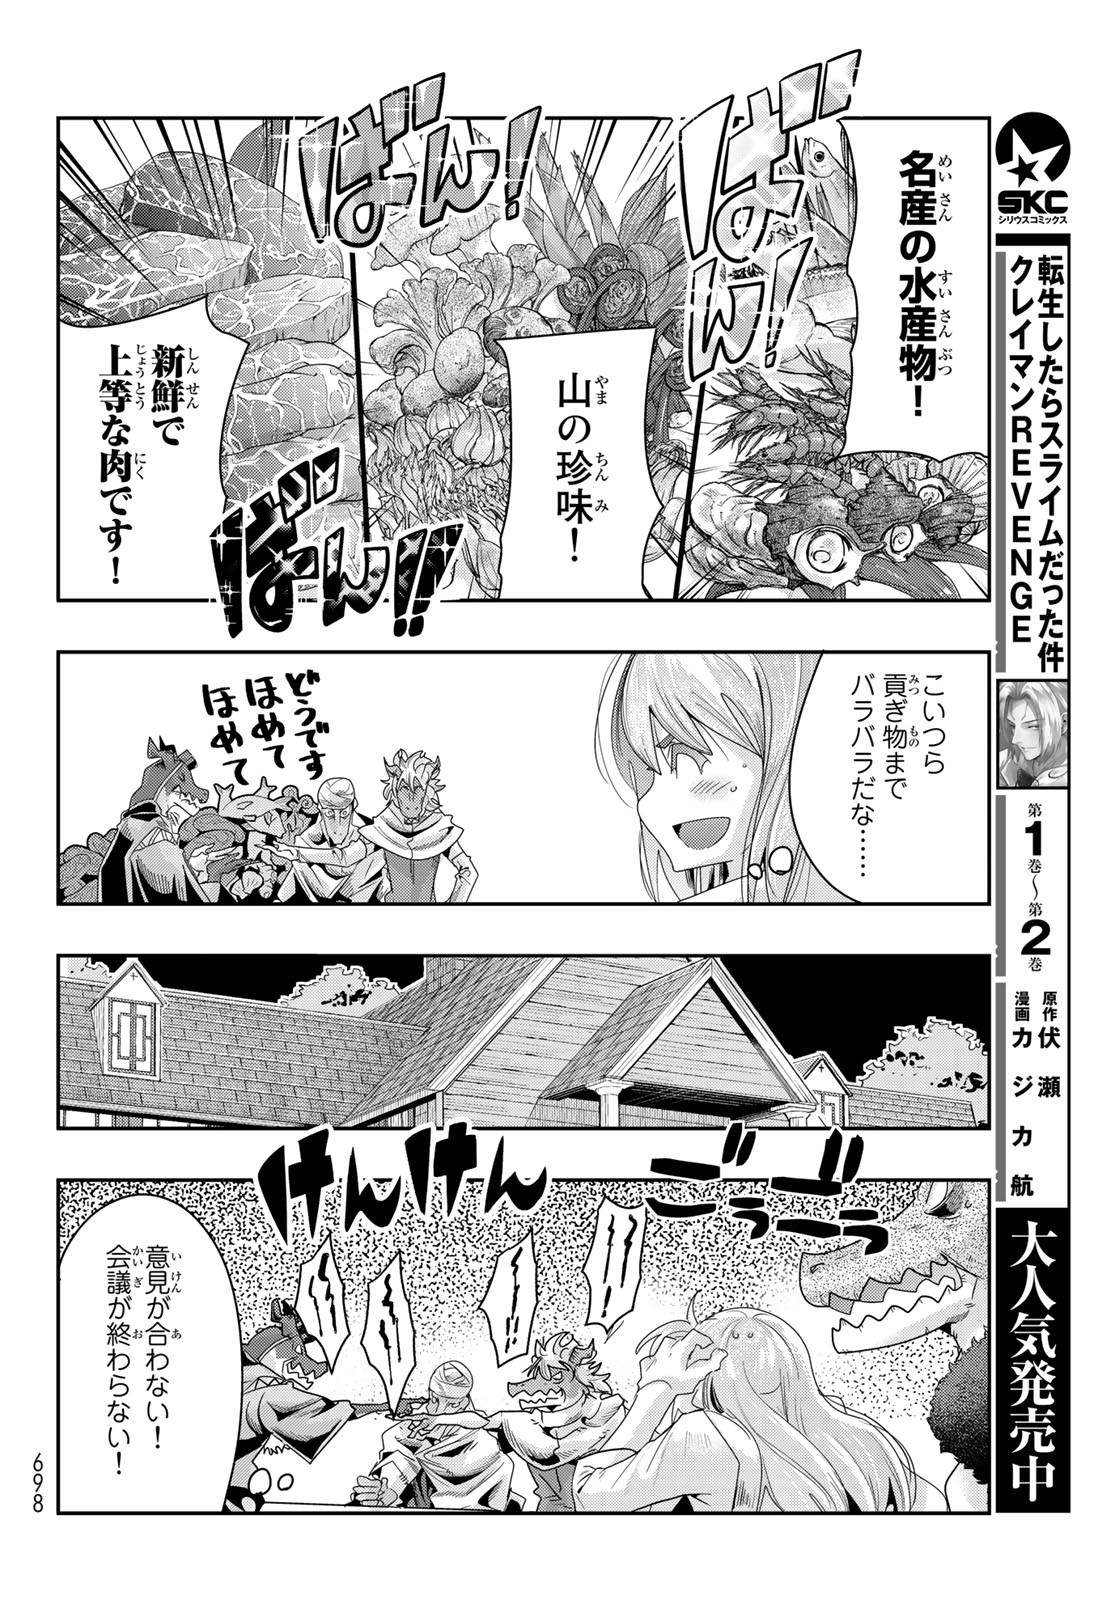 名産の水産物！
ばばん！
山の珍味！
ばばん！
新鮮で
上等な肉です！
ばばーん！！
こいつら
貢ぎ物まで
バラバラだな……
どうです
ほめて
ほめて
ごうごう
けんけん
意見が合わない！
会議が終わらない！
698
SKC
シリウスコミックス
転生したらスライムだった件
クレイマンREVENGE
第1巻～第2巻
原作 伏瀬
漫画 カジカ航
大人気発売中